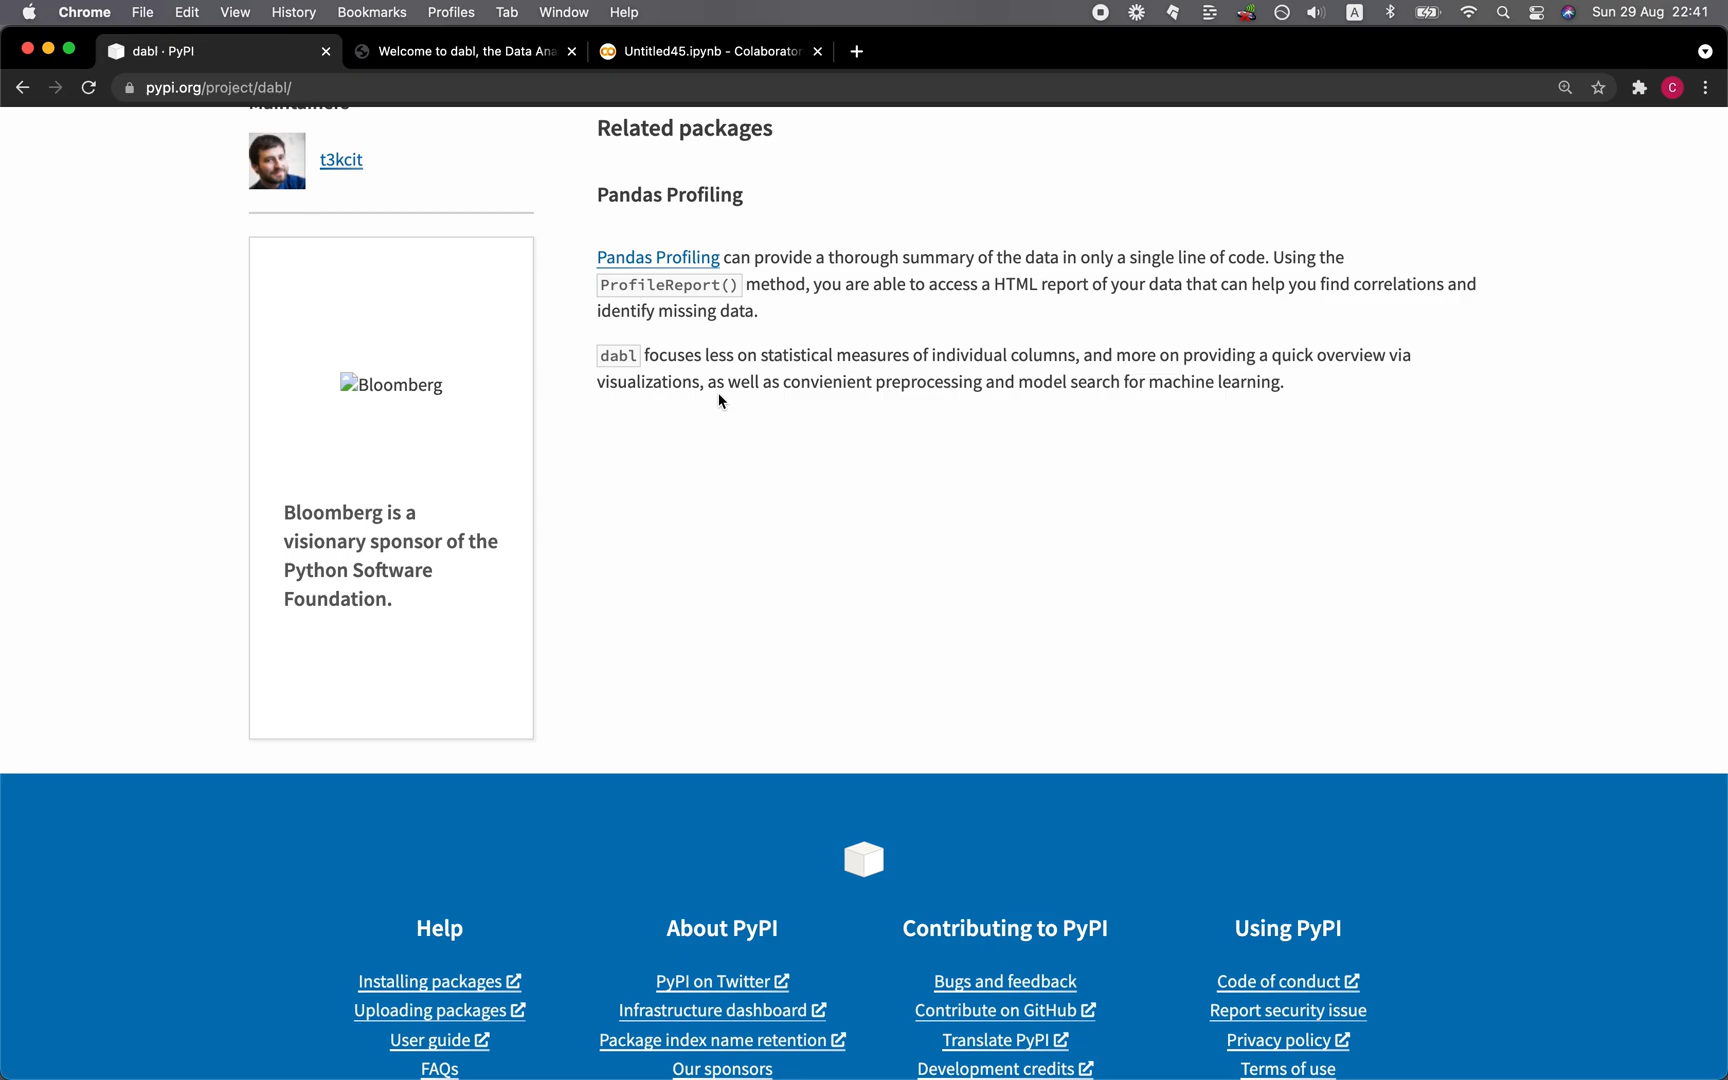 Chrome File Edit View History Bookmarks Profiles Tab Window Help A Sun 29 Aug 22:41
dabl · PyPI Welcome to dabl, the Data Ana Untitled45.ipynb - Colaborator
pypi.org/project/dabl/ C
Maintainers
t3kcit
Related packages
Pandas Profiling
Pandas Profiling can provide a thorough summary of the data in only a single line of code. Using the
ProfileReport() method, you are able to access a HTML report of your data that can help you find correlations and
identify missing data.
dabl focuses less on statistical measures of individual columns, and more on providing a quick overview via
visualizations, as well as convienient preprocessing and model search for machine learning.
Bloomberg
Bloomberg is a
visionary sponsor of the
Python Software
Foundation.
Help
Installing packages
Uploading packages
User guide
FAQs
About PyPI
PyPI on Twitter
Infrastructure dashboard
Package index name retention
Our sponsors
Contributing to PyPI
Bugs and feedback
Contribute on GitHub
Translate PyPI
Development credits
Using PyPI
Code of conduct
Report security issue
Privacy policy
Terms of use